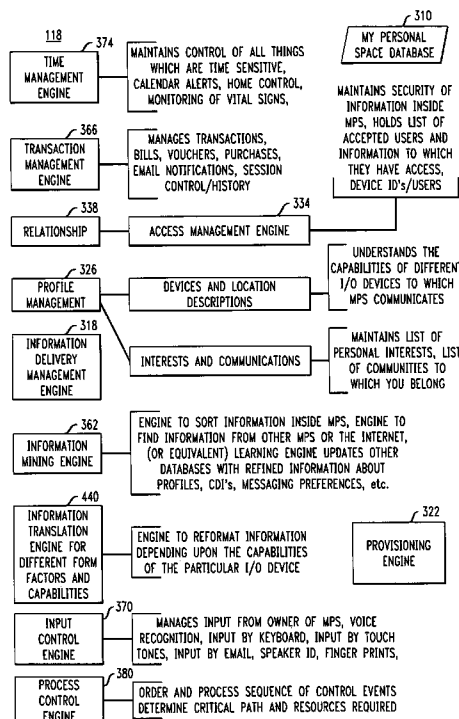 118
374
TIME
MANAGEMENT
ENGINE
MAINTAINS CONTROL OF ALL THINGS
WHICH ARE TIME SENSITIVE,
CALENDAR ALERTS, HOME CONTROL,
MONITORING OF VITAL SIGNS,
310
MY PERSONAL
SPACE DATABASE
MAINTAINS SECURITY OF
INFORMATION INSIDE
MPS, HOLDS LIST OF
ACCEPTED USERS AND
INFORMATION TO WHICH
THEY HAVE ACCESS,
DEVICE ID's/USERS
366
TRANSACTION
MANAGEMENT
ENGINE
MANAGES TRANSACTIONS,
BILLS, VOUCHERS, PURCHASES,
EMAIL NOTIFICATIONS, SESSION
CONTROL/HISTORY
338
RELATIONSHIP
334
ACCESS MANAGEMENT ENGINE
326
PROFILE
MANAGEMENT
DEVICES AND LOCATION
DESCRIPTIONS
UNDERSTANDS THE
CAPABILITIES OF DIFFERENT
I/O DEVICES TO WHICH
MPS COMMUNICATES
318
INFORMATION
DELIVERY
MANAGEMENT
ENGINE
INTERESTS AND COMMUNICATIONS
MAINTAINS LIST OF
PERSONAL INTERESTS, LIST
OF COMMUNITIES TO
WHICH YOU BELONG
362
INFORMATION
MINING ENGINE
ENGINE TO SORT INFORMATION INSIDE MPS, ENGINE TO
FIND INFORMATION FROM OTHER MPS OR THE INTERNET,
(OR EQUIVALENT) LEARNING ENGINE UPDATES OTHER
DATABASES WITH REFINED INFORMATION ABOUT
PROFILES, CDI's, MESSAGING PREFERENCES, etc.
440
INFORMATION
TRANSLATION
ENGINE FOR
DIFFERENT FORM
FACTORS AND
CAPABILITIES
ENGINE TO REFORMAT INFORMATION
DEPENDING UPON THE CAPABILITIES
OF THE PARTICULAR I/O DEVICE
322
PROVISIONING
ENGINE
370
INPUT
CONTROL
ENGINE
MANAGES INPUT FROM OWNER OF MPS, VOICE
RECOGNITION, INPUT BY KEYBOARD, INPUT BY TOUCH
TONES, INPUT BY EMAIL, SPEAKER ID, FINGER PRINTS,
380
PROCESS
CONTROL
ENGINE
ORDER AND PROCESS SEQUENCE OF CONTROL EVENTS
DETERMINE CRITICAL PATH AND RESOURCES REQUIRED